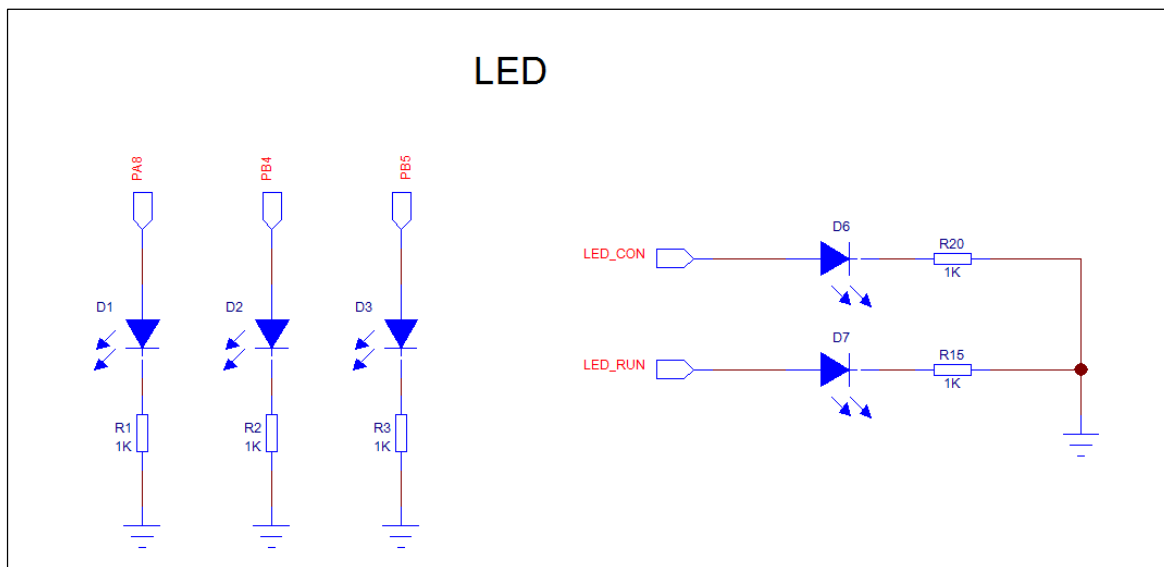 LED
PA8
PB4
PB5
D1
D2
D3
R1
1K
R2
1K
R3
1K
LED_CON
D6
R20
1K
LED_RUN
D7
R15
1K